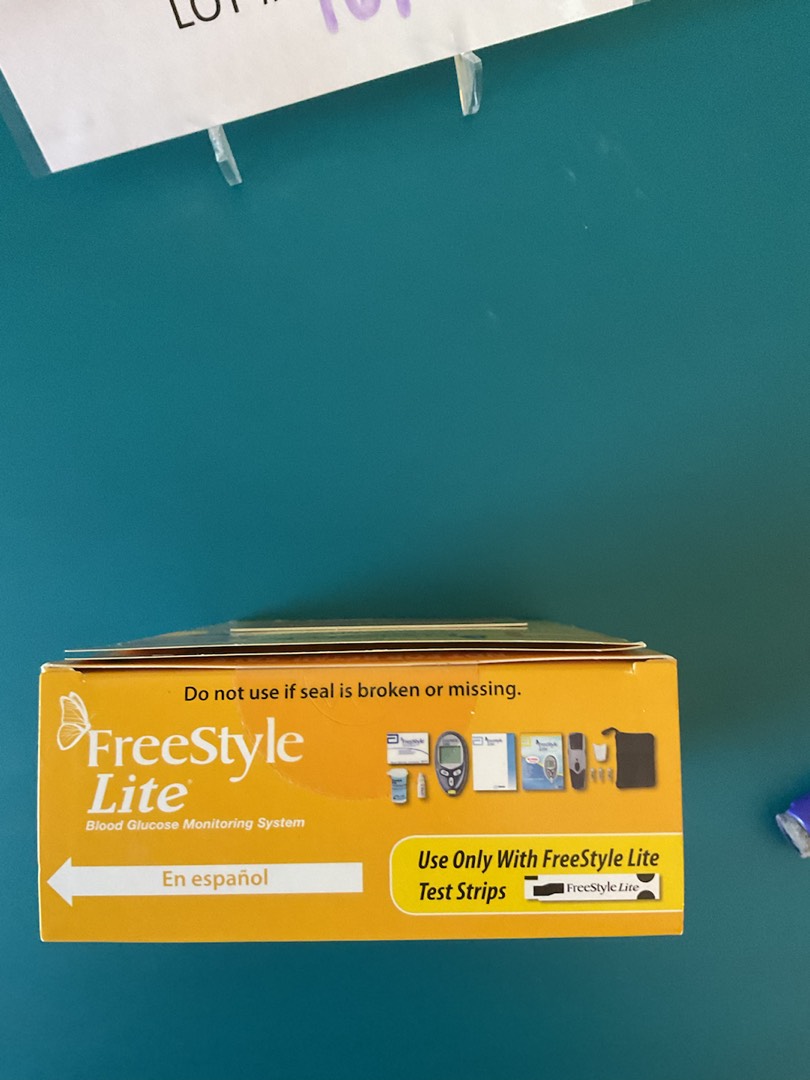 LOT
Do not use if seal is broken or missing.
FreeStyle
Lite
Blood Glucose Monitoring System
En español
Use Only With FreeStyle Lite
Test Strips FreeStyle Lite